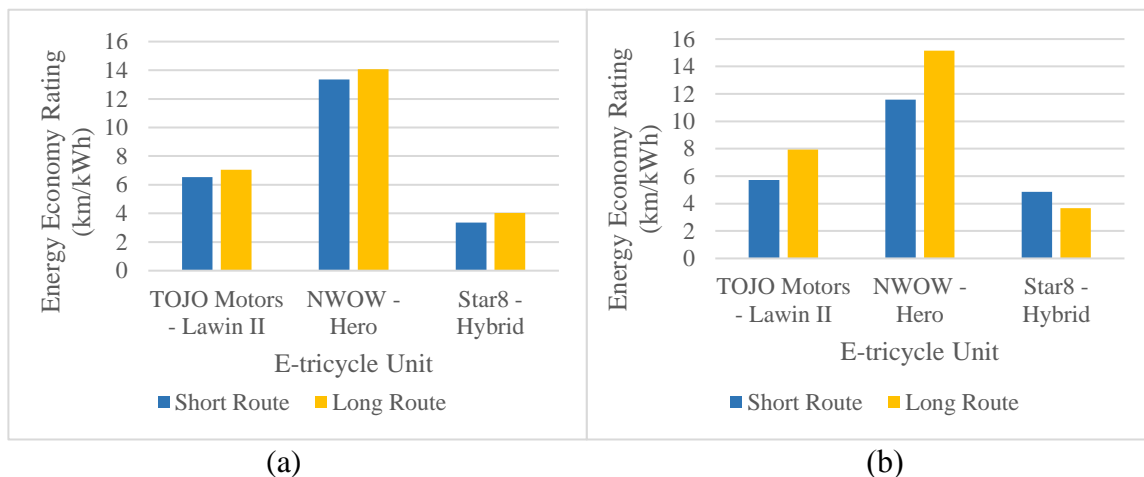 Energy Economy Rating
(km/kWh)
16
14
12
10
8
6
4
2
0
TOJO Motors
- Lawin II
NWOW -
Hero
Star8 -
Hybrid
E-tricycle Unit
Short Route
Long Route
(a)
Energy Economy Rating
(km/kWh)
16
14
12
10
8
6
4
2
0
TOJO Motors
- Lawin II
NWOW -
Hero
Star8 -
Hybrid
E-tricycle Unit
Short Route
Long Route
(b)